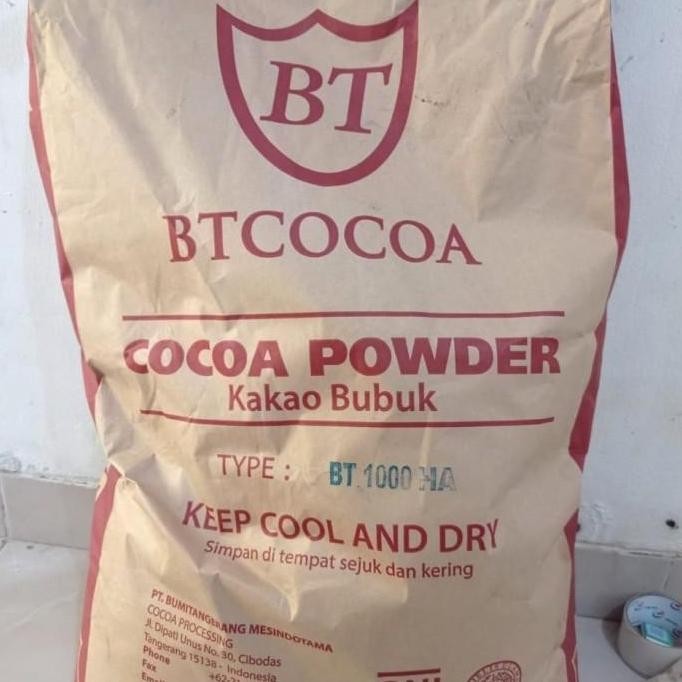 BT
BTCOCOA
COCOA POWDER
Kakao Bubuk
TYPE : BT 1000 HA
KEEP COOL AND DRY
Simpan di tempat sejuk dan kering
PT. BUMITANGERANG MESINDOTAMA
COCOA PROCESSING
Jl. Dipati Unus No. 30, Cibodas
Tangerang 15138 - Indonesia
Phone
Fax